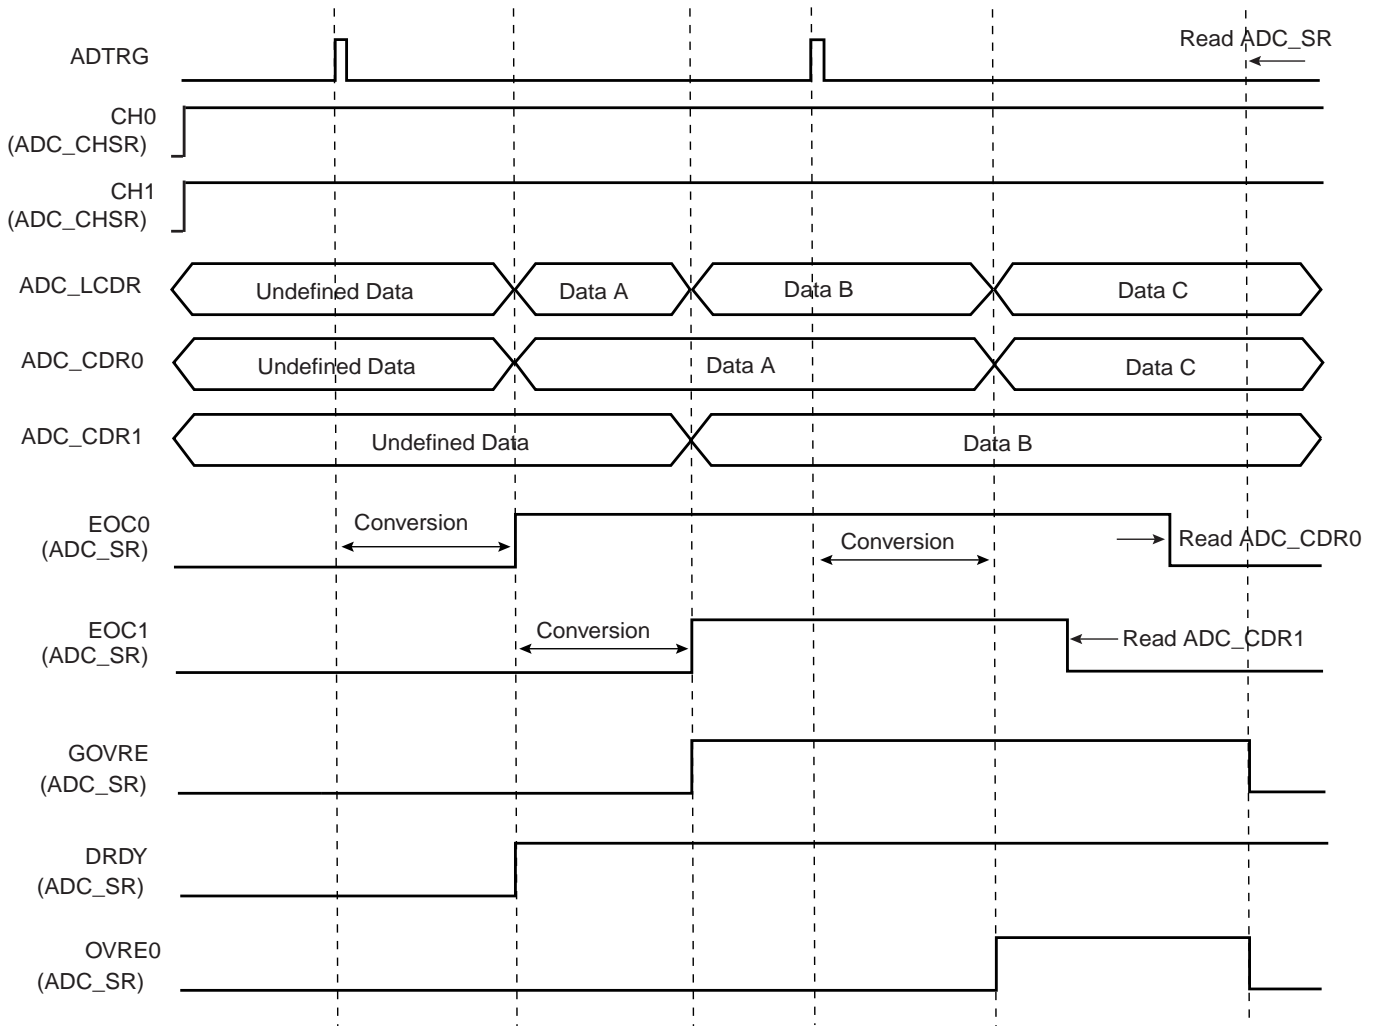 Read ADC_SR
ADTRG
CH0
(ADC_CHSR)
CH1
(ADC_CHSR)
ADC_LCDR
Undefined Data
Data A
Data B
Data C
ADC_CDR0
Undefined Data
Data A
Data C
ADC_CDR1
Undefined Data
Data B
EOC0
(ADC_SR)
Conversion
Conversion
Read ADC_CDR0
EOC1
(ADC_SR)
Conversion
Read ADC_CDR1
GOVRE
(ADC_SR)
DRDY
(ADC_SR)
OVRE0
(ADC_SR)